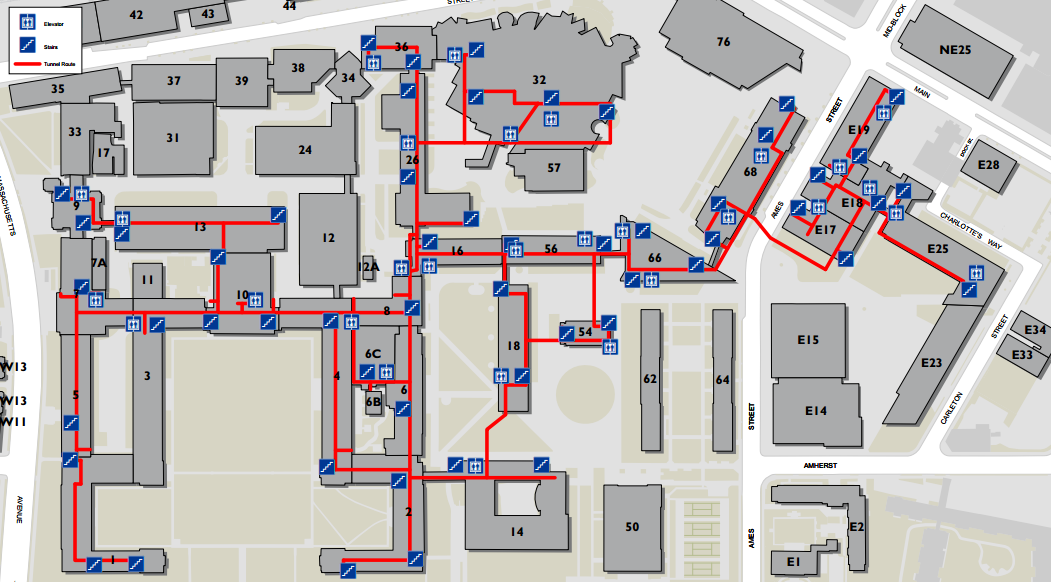 STREET
42
43
44
Elevator
Stairs
Tunnel Route
36
76
NE25
MID-BLOCK
35
37
39
38
34
32
MAIN
STREET
33
17
31
24
26
57
68
E19
E28
MASSACHUSETTS
9
13
12
AMES
E18
E17
CHARLOTTE'S WAY
E25
7A
11
10
12A
16
56
66
7
8
5
3
4
6C
6
6B
18
54
62
64
E15
E14
E23
STREET
E34
E33
CARLETON
W13
W13
W11
STREET
AMHERST
AVENUE
1
2
14
50
AMES
E2
E1